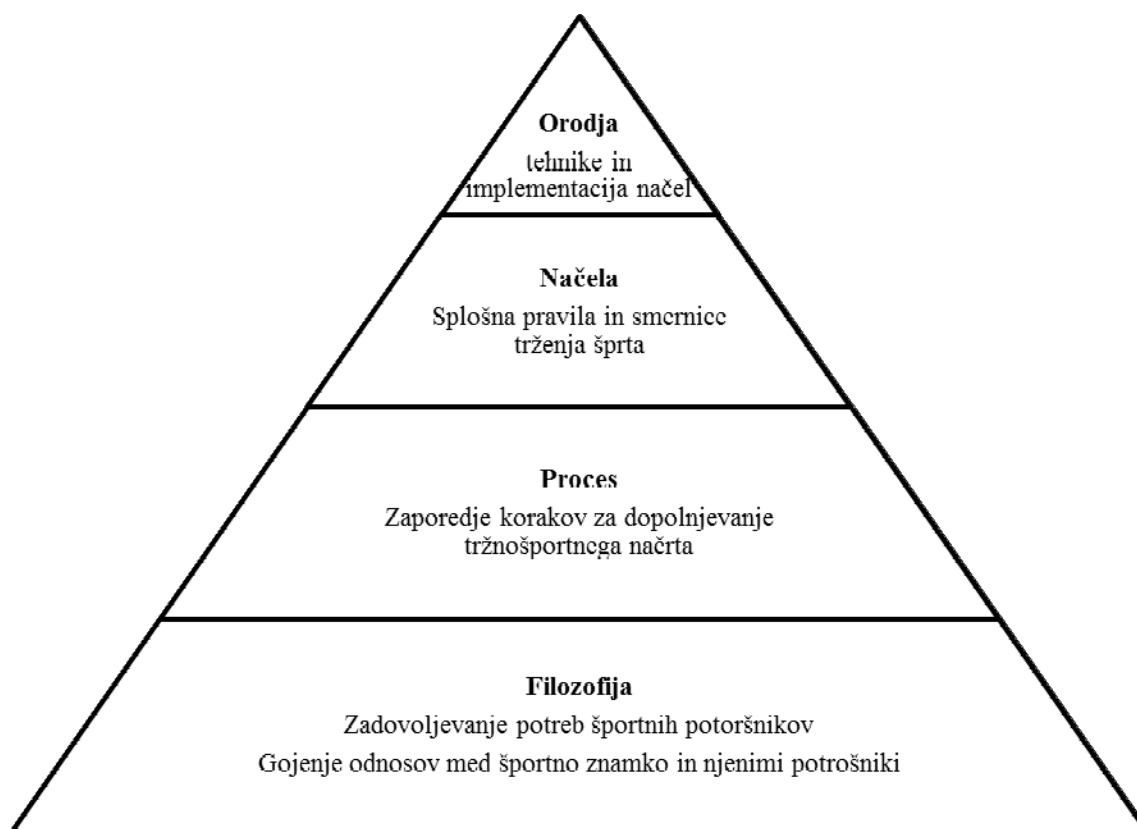 Orodja
tehnike in
implementacija načel
Načela
Splošna pravila in smernice
trženja šprta
Proces
Zaporedje korakov za dopolnjevanje
tržnošportnega načrta
Filozofija
Zadovoljevanje potreb športnih potoršnikov
Gojenje odnosov med športno znamko in njenimi potrošniki